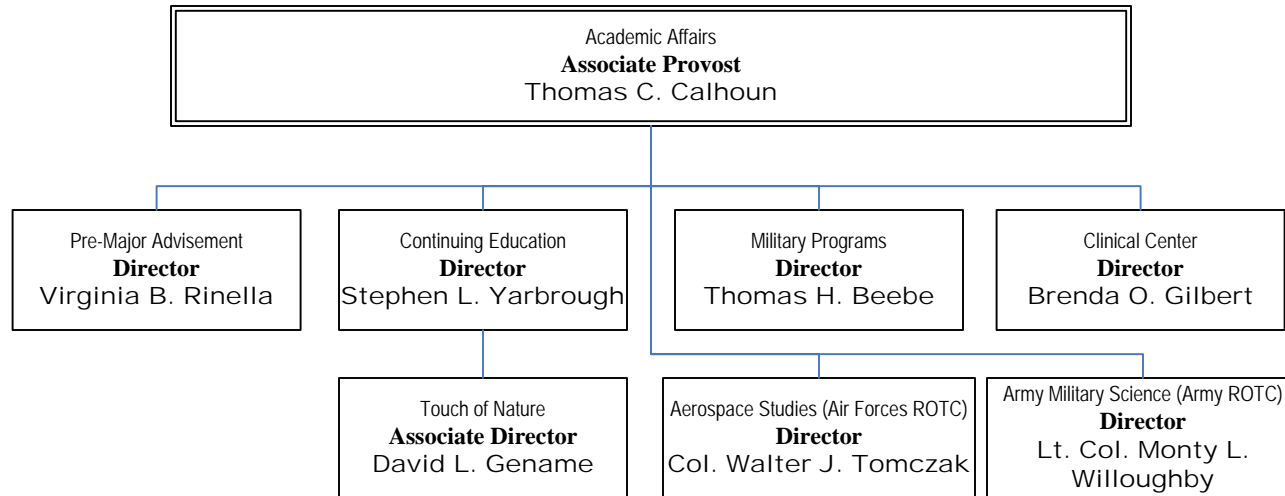 Academic Affairs
Associate Provost
Thomas C. Calhoun
Pre-Major Advisement
Director
Virginia B. Rinella
Continuing Education
Director
Stephen L. Yarbrough
Military Programs
Director
Thomas H. Beebe
Clinical Center
Director
Brenda O. Gilbert
Touch of Nature
Associate Director
David L. Gename
Aerospace Studies (Air Forces ROTC)
Director
Col. Walter J. Tomczak
Army Military Science (Army ROTC)
Director
Lt. Col. Monty L.
Willoughby